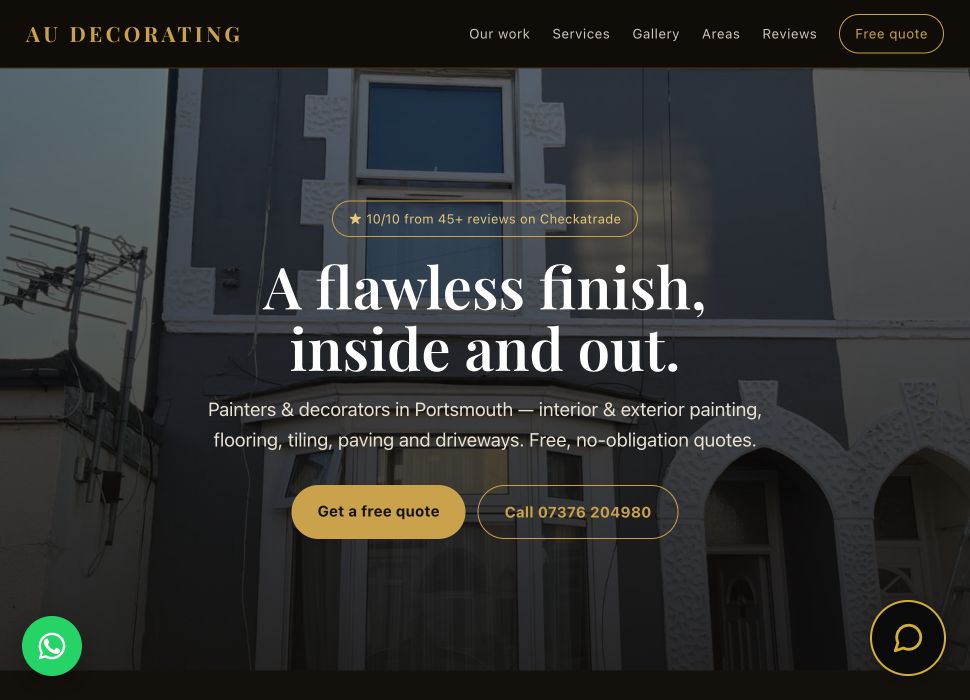 AU DECORATING
Our work
Services
Gallery
Areas
Reviews
Free quote
★ 10/10 from 45+ reviews on Checkatrade
A flawless finish,
inside and out.
Painters & decorators in Portsmouth — interior & exterior painting,
flooring, tiling, paving and driveways. Free, no-obligation quotes.
Get a free quote
Call 07376 204980